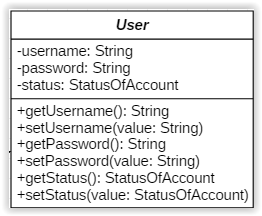 User
-username: String
-password: String
-status: StatusOfAccount
+getUsername(): String
+setUsername(value: String)
+getPassword(): String
+setPassword(value: String)
+getStatus(): StatusOfAccount
+setStatus(value: StatusOfAccount)